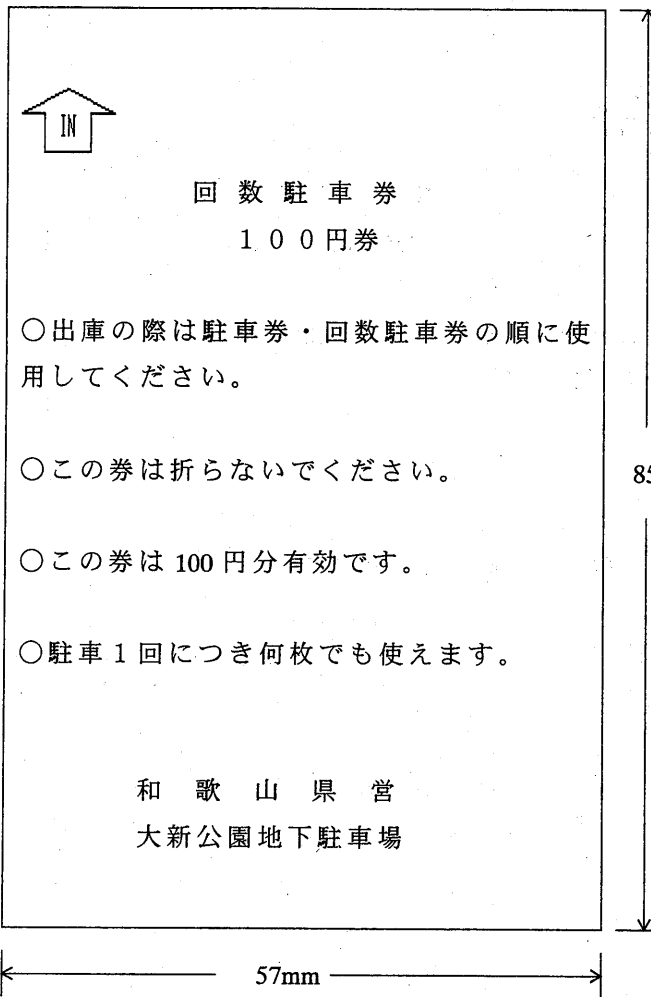 IN
回数駐車券
100円券
○出庫の際は駐車券・回数駐車券の順に使
用してください。
○この券は折らないでください。
○この券は100円分有効です。
○駐車1回につき何枚でも使えます。
85
和歌山県営
大新公園地下駐車場
57mm